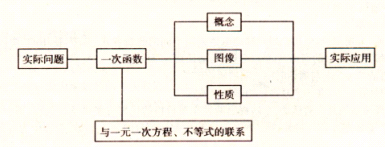 概念
实际问题
一次函数
图像
实际应用
性质
与一元一次方程、不等式的联系